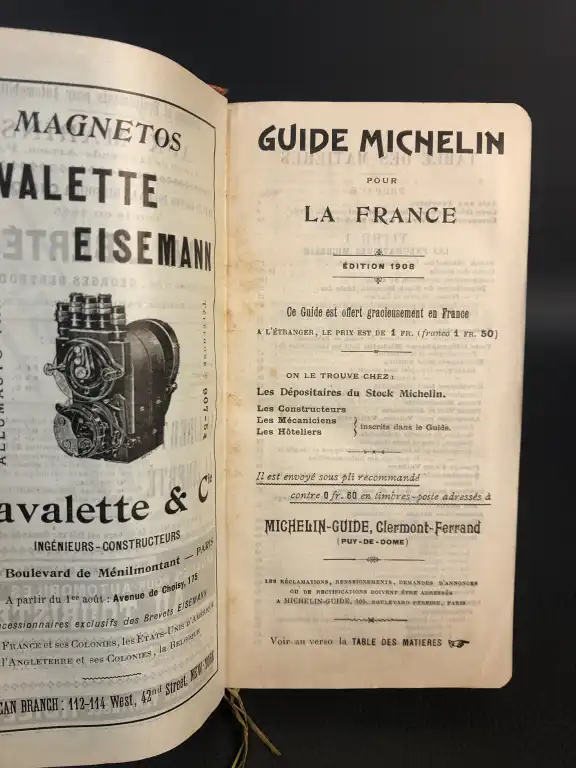 MAGNETOS
EISEMANN
INGÉNIEURS-CONSTRUCTEURS
Boulevard de Ménilmontant — PARIS
A partir du 1er août : Avenue de Choisy, 175
exclusifs des Brevets EISEMANN
FRANCE et ses COLONIES, les ÉTATS-UNIS d'AMÉRIQUE
l'ANGLETERRE et ses COLONIES, la BELGIQUE
BRANCH : 112-114 West, 42nd Street, NEW-YORK
GUIDE MICHELIN
POUR
LA FRANCE
ÉDITION 1908
Ce Guide est offert gracieusement en France
A L'ÉTRANGER, LE PRIX EST DE 1 FR. (franco 1 FR. 50)
ON LE TROUVE CHEZ :
Les Dépositaires du Stock Michelin.
Les Constructeurs
Les Mécaniciens
Les Hôteliers
inscrits dans le Guide.
Il est envoyé sous pli recommandé
contre 0 fr. 60 en timbres-poste adressés à
MICHELIN-GUIDE, Clermont-Ferrand
(PUY-DE-DOME)
LES RÉCLAMATIONS, RENSEIGNEMENTS, DEMANDES D'ANNONCES
OU DE RECTIFICATIONS DOIVENT ÊTRE ADRESSÉS
A MICHELIN-GUIDE, BOULEVARD PEREIRE, PARIS
Voir au verso la TABLE DES MATIÈRES